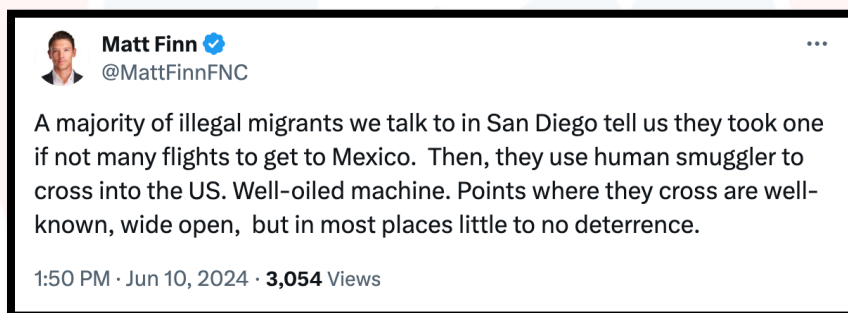 Matt Finn
@MattFinnFNC
A majority of illegal migrants we talk to in San Diego tell us they took one
if not many flights to get to Mexico.  Then, they use human smuggler to
cross into the US. Well-oiled machine. Points where they cross are well-
known, wide open,  but in most places little to no deterrence.
1:50 PM · Jun 10, 2024 · 3,054 Views